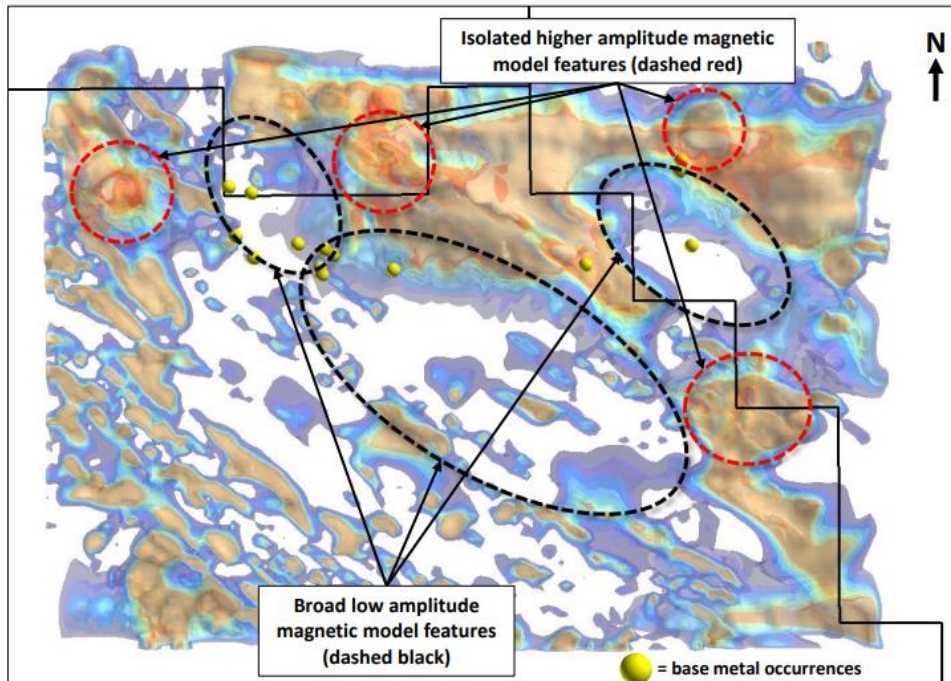 Isolated higher amplitude magnetic
model features (dashed red)
N
Broad low amplitude
magnetic model features
(dashed black)
= base metal occurrences